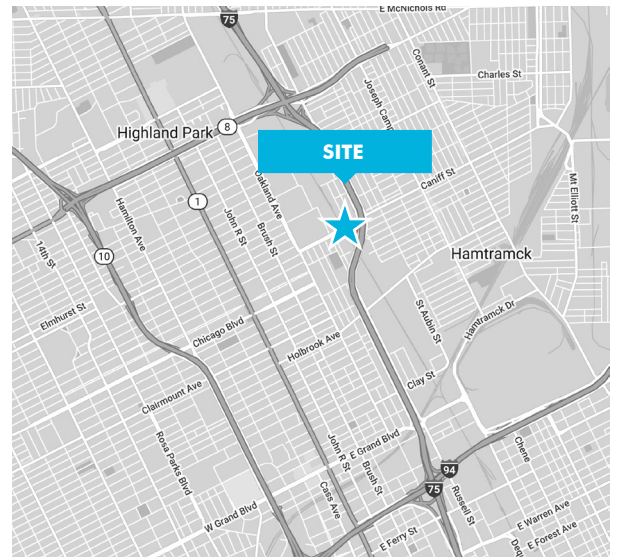 E McNichols Rd
75
Conant St
Charles St
Joseph Camp
8
Highland Park
SITE
Caniff St
Mt Elliott St
Oakland Ave
Hamilton Ave
1
John R St
Brush St
14th St
10
Hamtramck
Elmhurst St
Chicago Blvd
St Aubin St
Hamtramck Dr
Holbrook Ave
Clairmount Ave
Clay St
Rosa Parks Blvd
John R St
E Grand Blvd
Brush St
Chene
94
75
Cass Ave
Russell St
W Grand Blvd
E Warren Ave
E Ferry St
E Forest Ave
Deq